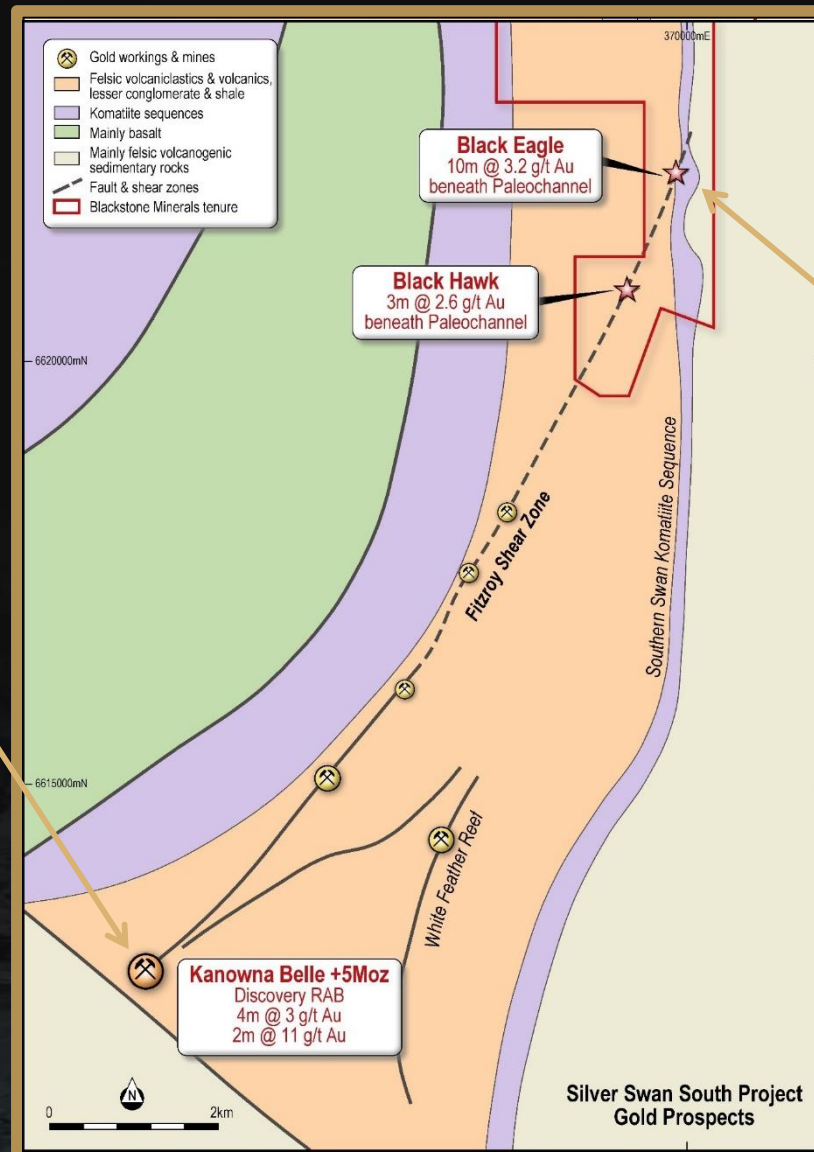 370000mE
Gold workings & mines
Felsic volcaniclastics & volcanics,
lesser conglomerate & shale
Komatiite sequences
Mainly basalt
Mainly felsic volcanogenic
sedimentary rocks
Fault & shear zones
Blackstone Minerals tenure
Black Eagle
10m @ 3.2 g/t Au
beneath Paleochannel
Black Hawk
3m @ 2.6 g/t Au
beneath Paleochannel
6620000mN
Southern Swan Komatiite Sequence
Fitzroy Shear Zone
6615000mN
White Feather Reef
Kanowna Belle +5Moz
Discovery RAB
4m @ 3 g/t Au
2m @ 11 g/t Au
N
0 2km
Silver Swan South Project
Gold Prospects